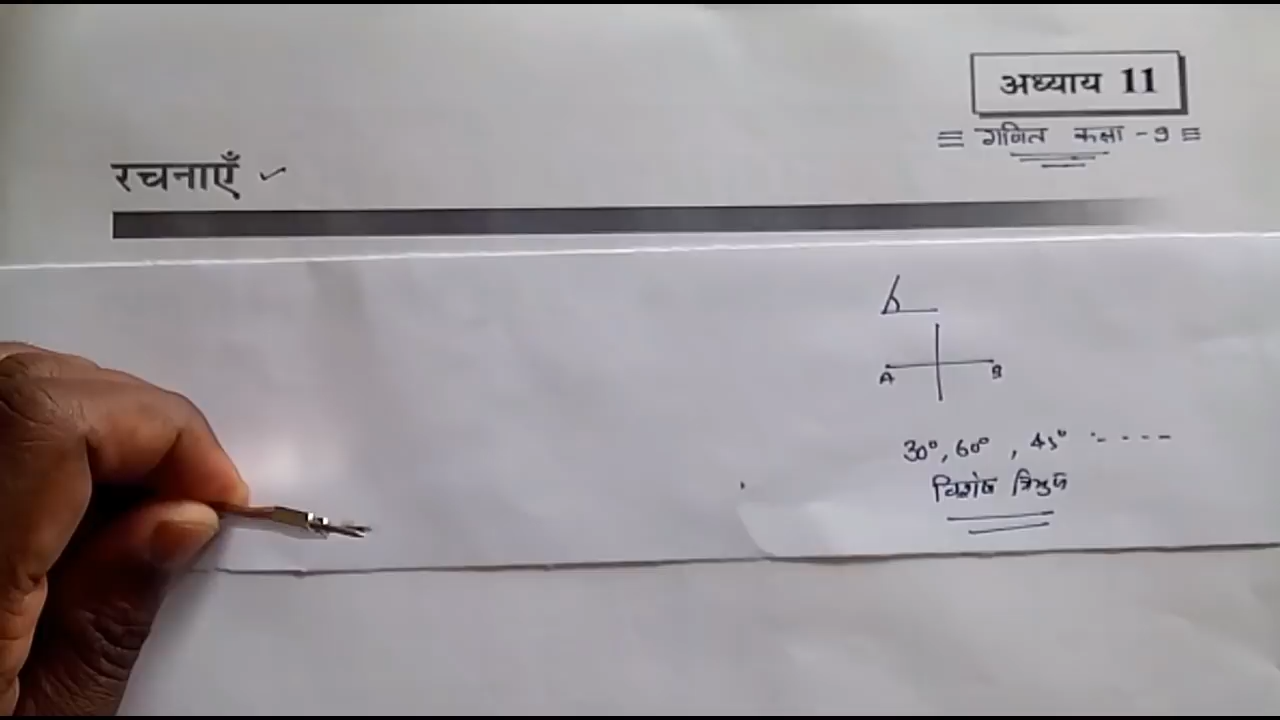 अध्याय 11
≡ गणित कक्षा - 9 ≡
रचनाएँ ✓
A B
30°, 60°, 45° - - - -
विशेष त्रिभुज